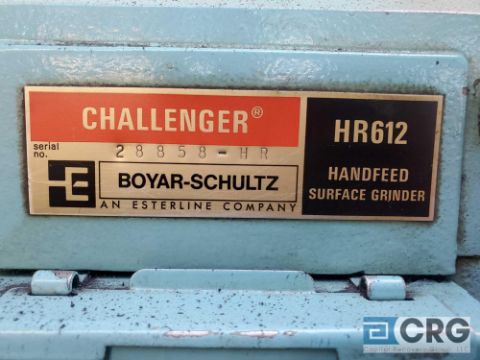 CHALLENGER®
serial
no. 28858-HR
BOYAR-SCHULTZ
AN ESTERLINE COMPANY
HR612
HANDFEED
SURFACE GRINDER
CRG